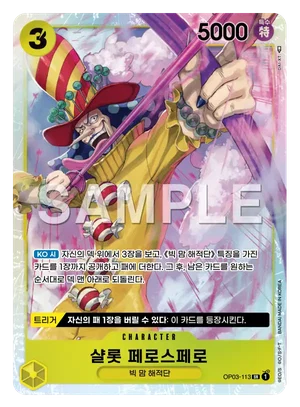 3
5000
특수
特
SAMPLE
KO 시 자신의 덱 위에서 3장을 보고, 《빅 맘 해적단》 특징을 가진
카드를 1장까지 공개하고 패에 더한다. 그 후, 남은 카드를 원하는
순서대로 덱 맨 아래로 되돌린다.
트리거 자신의 패 1장을 버릴 수 있다: 이 카드를 등장시킨다.
CHARACTER
샬롯 페로스페로
빅 맘 해적단
OP03-113 SR 1